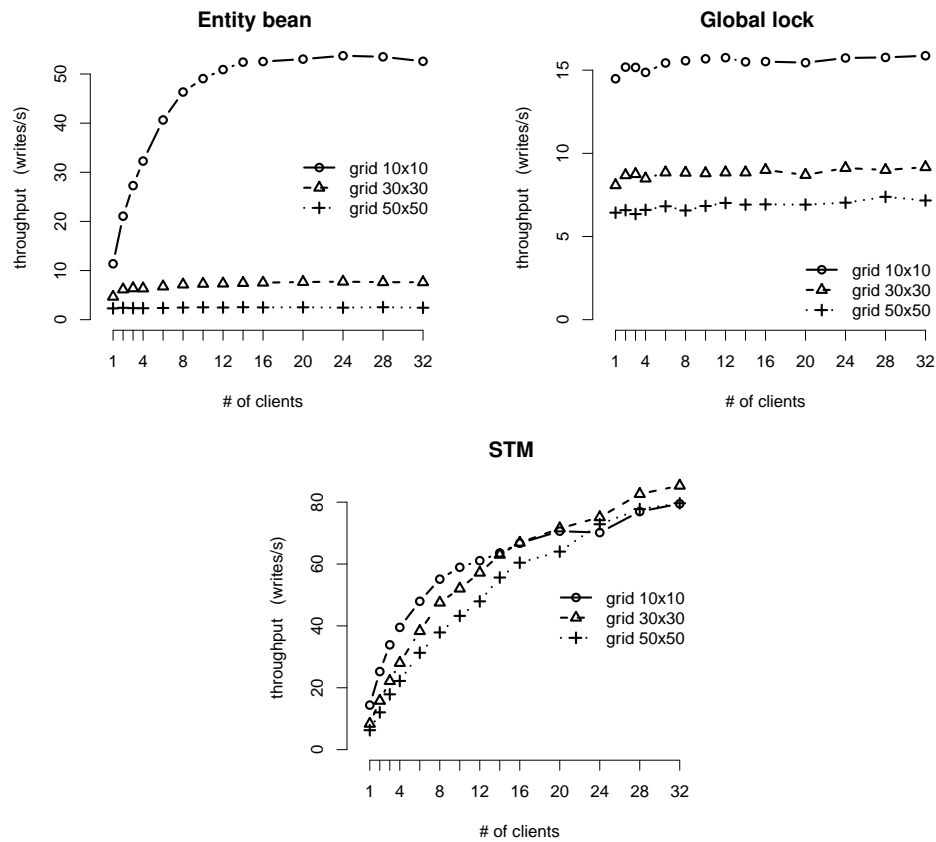 Entity bean
throughput (writes/s)
0
10
20
30
40
50
grid 10x10
grid 30x30
grid 50x50
1 4 8 12 16 20 24 28 32
# of clients
Global lock
throughput (writes/s)
0
5
10
15
grid 10x10
grid 30x30
grid 50x50
1 4 8 12 16 20 24 28 32
# of clients
STM
throughput (writes/s)
0
20
40
60
80
grid 10x10
grid 30x30
grid 50x50
1 4 8 12 16 20 24 28 32
# of clients